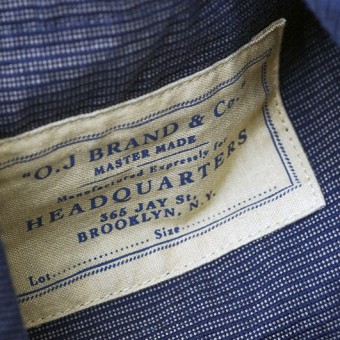 "O.J BRAND & Co."
MASTER MADE
Manufactured Expressly for
HEADQUARTERS
365 JAY St.
BROOKLYN, N.Y.
Lot.............. Size..............